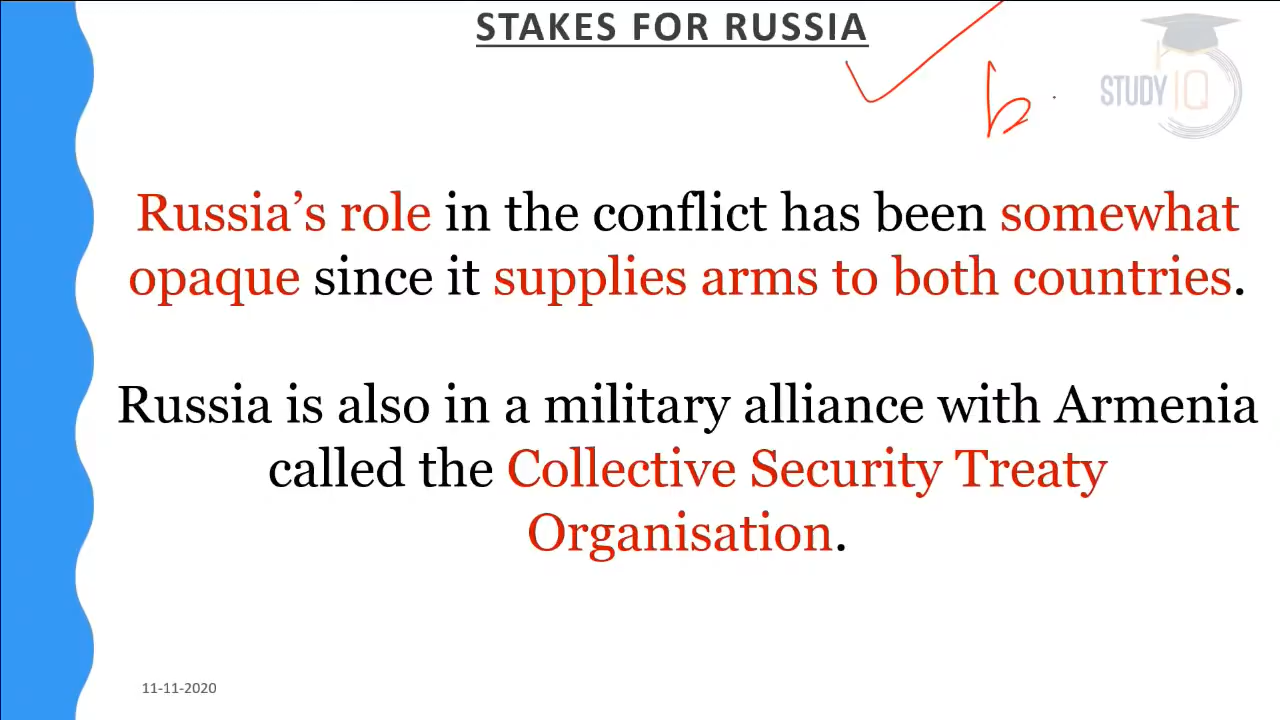 STAKES FOR RUSSIA
STUDY IQ
Russia’s role in the conflict has been somewhat
opaque since it supplies arms to both countries.
Russia is also in a military alliance with Armenia
called the Collective Security Treaty
Organisation.
11-11-2020